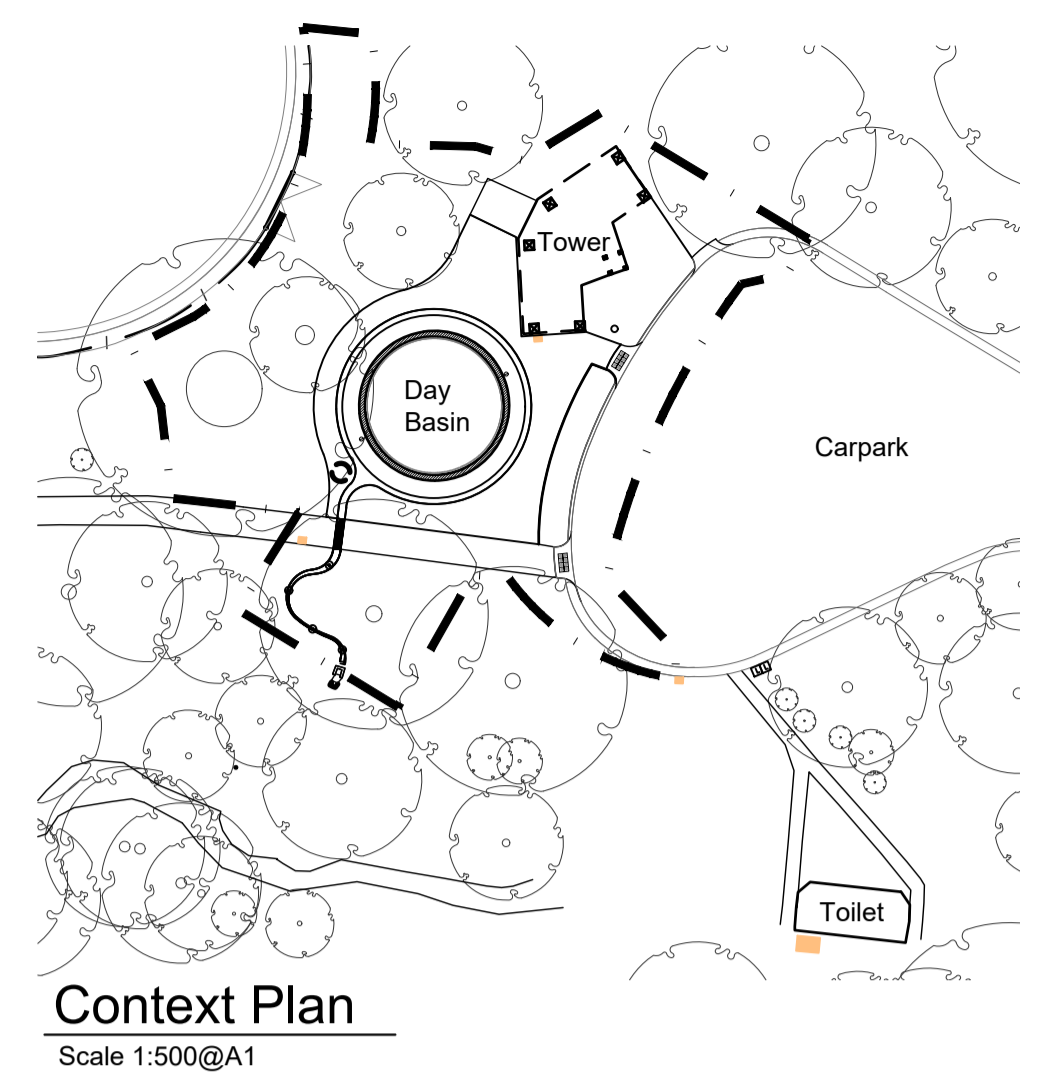 Tower
Day
Basin
Carpark
Toilet
Context Plan
Scale 1:500@A1